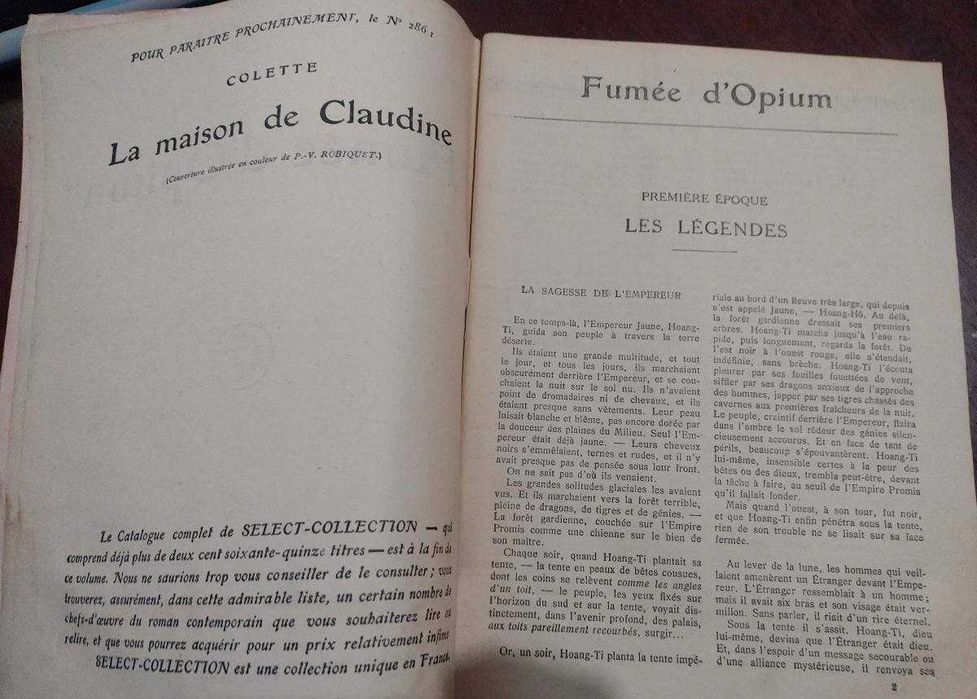 POUR PARAITRE PROCHAINEMENT, le N° 286 :
COLETTE
La maison de Claudine
(Couverture illustrée en couleur de P.-V. ROBIQUET.)
Le Catalogue complet de SELECT-COLLECTION — qui
comprend déjà plus de deux cent soixante-quinze titres — est à la fin de
ce volume. Nous ne saurions trop vous conseiller de le consulter ; vous
trouverez, assurément, dans cette admirable liste, un certain nombre de
chefs-d'œuvre du roman contemporain que vous souhaiterez lire ou
relire, et que vous pourrez acquérir pour un prix relativement infime
SELECT-COLLECTION est une collection unique en France.
Fumée d'Opium
PREMIÈRE ÉPOQUE
LES LÉGENDES
LA SAGESSE DE L'EMPEREUR
En ce temps-là, l'Empereur Jaune, Hoang-
Ti, guida son peuple à travers la terre
déserte.
Ils étaient une grande multitude, et tout
le jour, et tous les jours, ils marchaient
obscurément derrière l'Empereur, et se cou-
chaient la nuit sur le sol nu. Ils n'avaient
point de dromadaires ni de chevaux, et ils
étaient presque sans vêtements. Leur peau
luisait blanche et blême, pas encore dorée par
la douceur des plaines du Milieu. Seul l'Em-
pereur était déjà jaune. — Leurs cheveux
noirs s'emmêlaient, ternes et rudes, et il n'y
avait presque pas de pensée sous leur front.
On ne sait pas d'où ils venaient.
Les grandes solitudes glaciales les avaient
vus. Et ils marchaient vers la forêt terrible,
pleine de dragons, de tigres et de génies. —
La forêt gardienne, couchée sur l'Empire
Promis comme une chienne sur le bien de
son maître.
Chaque soir, quand Hoang-Ti plantait sa
tente, — la tente en peaux de bêtes cousues,
dont les coins se relèvent comme les angles
d'un toit, — le peuple, les yeux fixés sur
l'horizon du sud et sur la tente, voyait dis-
tinctement, dans l'avenir profond, des palais,
aux toits pareillement recourbés, surgir...
Or, un soir, Hoang-Ti planta la tente impé-
riale au bord d'un fleuve très large, qui depuis
s'est appelé Jaune, — Hoang-Hô. Au delà,
la forêt gardienne dressait ses premiers
arbres. Hoang-Ti marcha jusqu'à l'eau ra-
pide, puis longuement, regarda la forêt. De
l'est noir à l'ouest rouge, elle s'étendait,
indéfinie, sans brèche. Hoang-Ti l'écouta
pleurer par ses feuilles fouettées de vent,
siffler par ses dragons anxieux de l'approche
des hommes, japper par ses tigres chassés des
cavernes aux premières fraîcheurs de la nuit.
Le peuple, craintif derrière l'Empereur, flaira
dans l'ombre le vol rôdeur des génies silen-
cieusement accourus. Et en face de tant de
périls, beaucoup s'épouvantèrent. Hoang-Ti
lui-même, insensible certes à la peur des
bêtes ou des dieux, trembla peut-être, devant
la tâche à faire, au seuil de l'Empire Promis
qu'il fallait fonder.
Mais quand l'ouest, à son tour, fut noir,
et que Hoang-Ti enfin pénétra sous la tente,
rien de son trouble ne se lisait sur sa face
fermée.
Au lever de la lune, les hommes qui veil-
laient amenèrent un Étranger devant l'Empe-
reur. L'Étranger ressemblait à un homme ;
mais il avait six bras et son visage était ver-
millon. Sans parler, il riait d'un rire éternel.
Sous la tente il s'assit. Hoang-Ti, dieu
lui-même, devina que l'Étranger était dieu.
Et, dans l'espoir d'un message secourable ou
d'une alliance mystérieuse, il renvoya ses
2